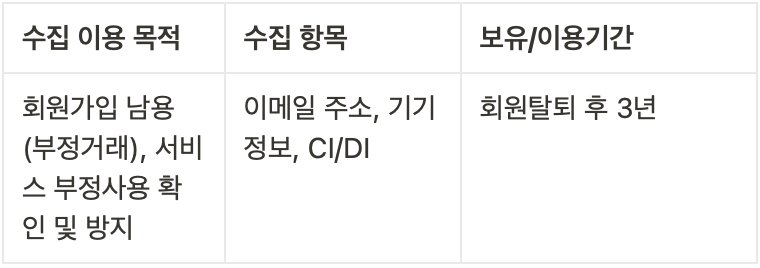 수집 이용 목적
수집 항목
보유/이용기간
회원가입 남용
(부정거래), 서비
스 부정사용 확
인 및 방지
이메일 주소, 기기
정보, CI/DI
회원탈퇴 후 3년